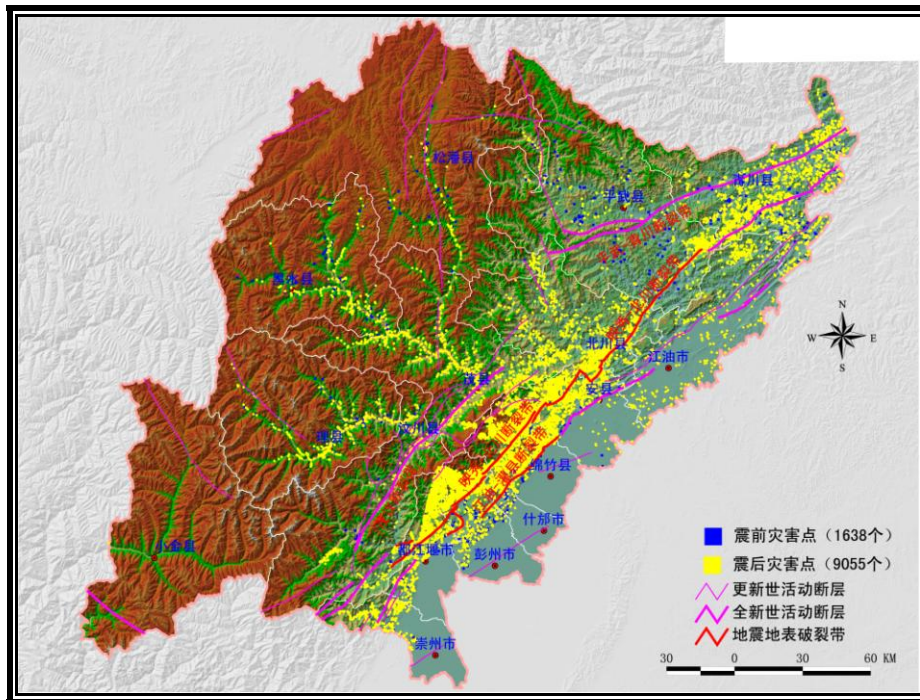 松潘县
平武县
青川县
黑水县
北川县
江油市
茂县
安县
汶川县
理县
绵竹县
什邡市
小金县
都江堰市
彭州市
崇州市
N
W
E
S
震前灾害点（1638个）
震后灾害点（9055个）
更新世活动断层
全新世活动断层
地震地表破裂带
30 0 30 60 KM